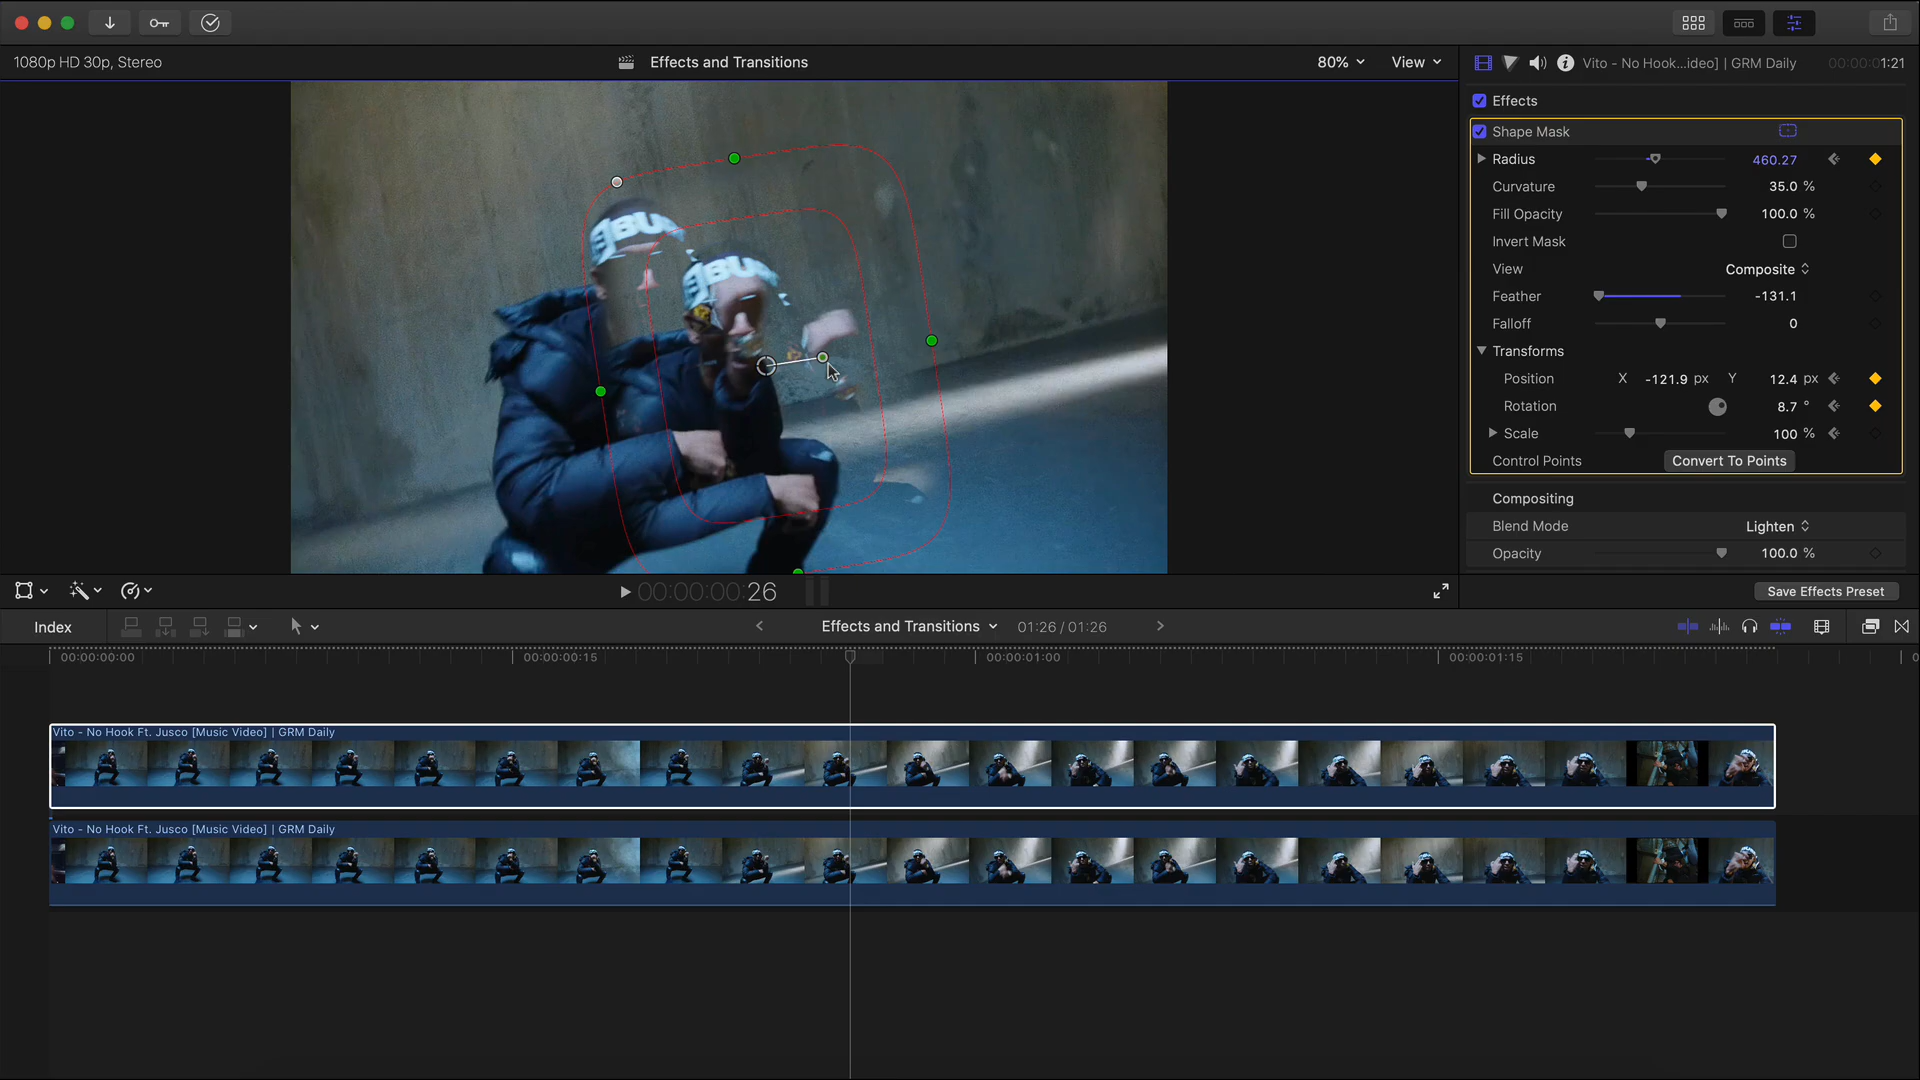 1080p HD 30p, Stereo
Effects and Transitions
80%
View
Vito - No Hook...ideo] | GRM Daily
00:00:01:21
Effects
Shape Mask
Radius
460.27
Curvature
35.0 %
Fill Opacity
100.0 %
Invert Mask
View
Composite
Feather
-131.1
Falloff
0
Transforms
Position X -121.9 px Y 12.4 px
Rotation
8.7 °
Scale
100 %
Control Points
Convert To Points
Compositing
Blend Mode
Lighten
Opacity
100.0 %
00:00:00:26
Save Effects Preset
Index
Effects and Transitions
01:26 / 01:26
00:00:00:00
00:00:00:15
00:00:01:00
00:00:01:15
Vito - No Hook Ft. Jusco [Music Video] | GRM Daily
Vito - No Hook Ft. Jusco [Music Video] | GRM Daily